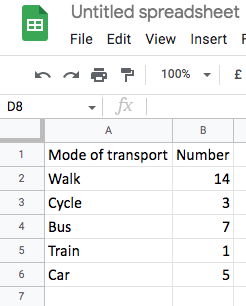 Untitled spreadsheet
File Edit View Insert
100% £
D8 fx
A B
1 Mode of transport Number
2 Walk 14
3 Cycle 3
4 Bus 7
5 Train 1
6 Car 5
7